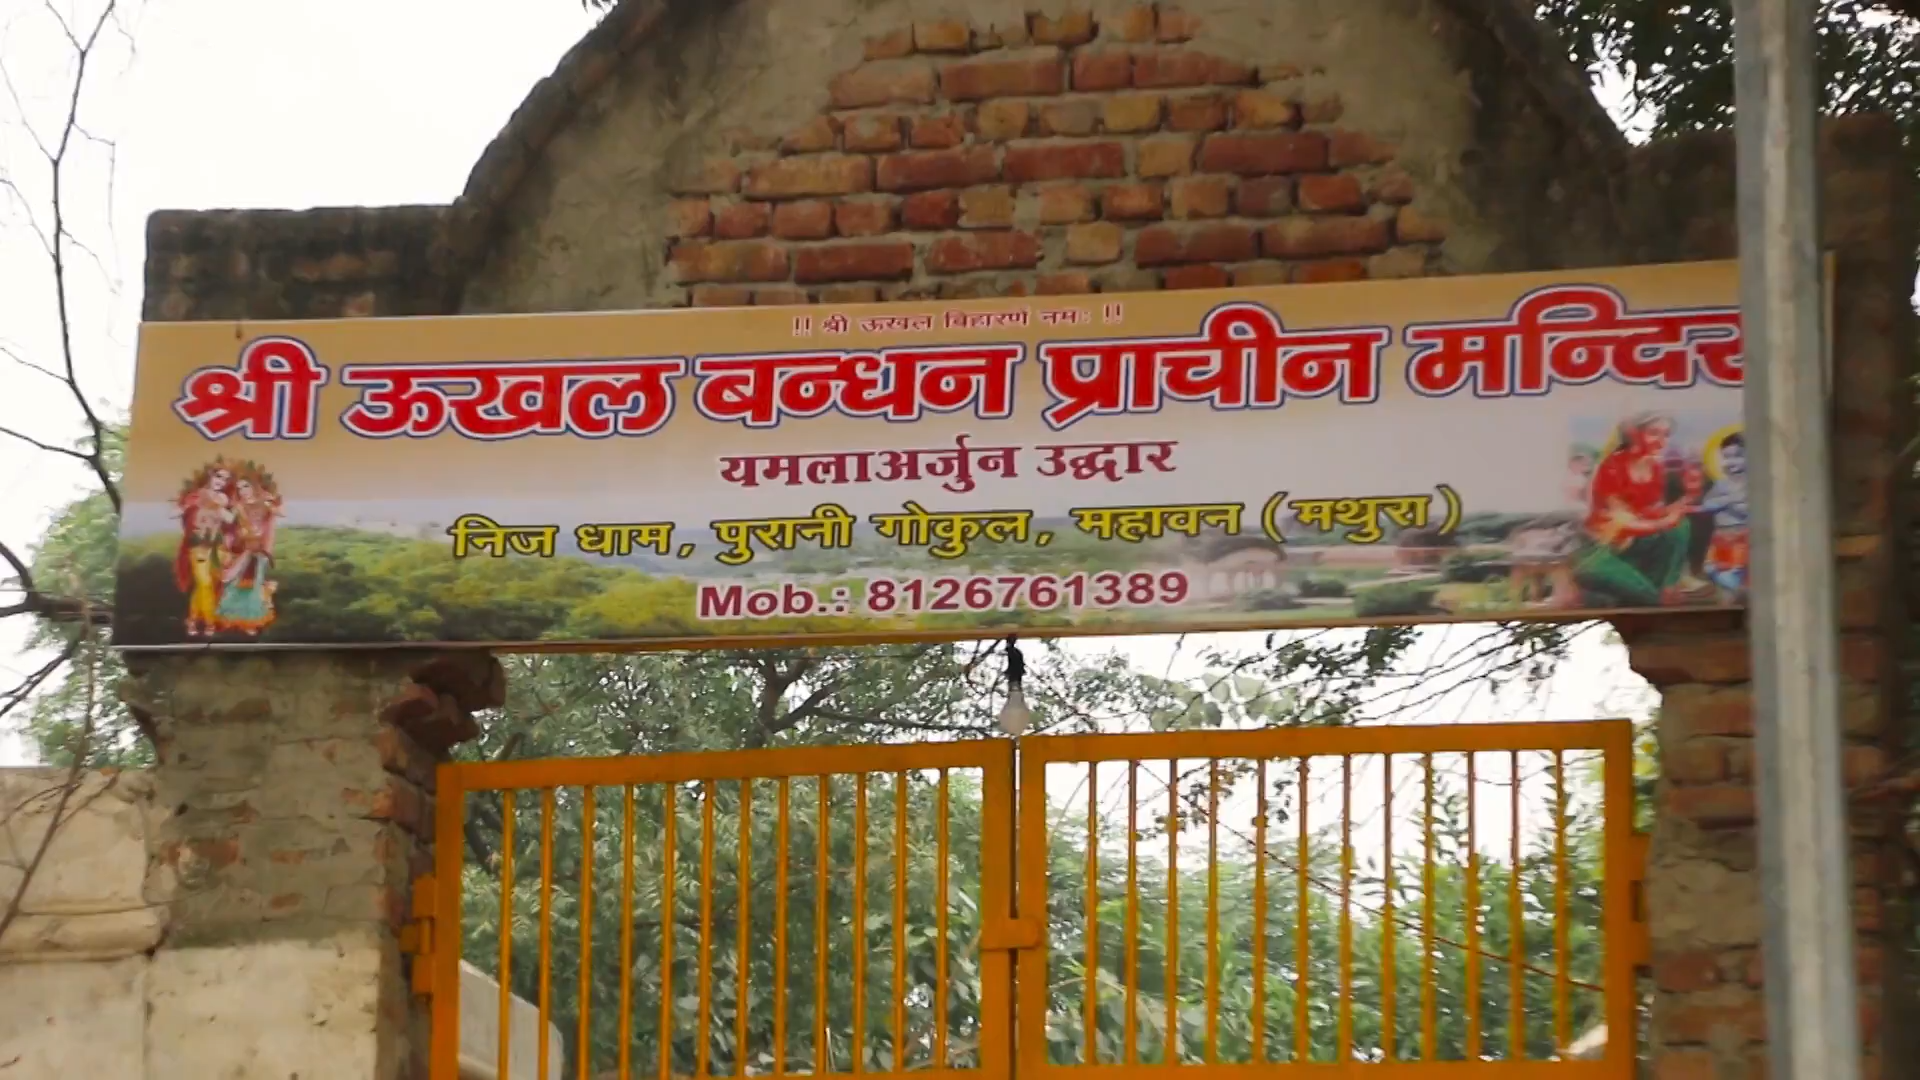 !! श्री ऊखल बिहारणें नमः !!
श्री ऊखल बन्धन प्राचीन मन्दिर
यमलाअर्जुन उद्धार
निज धाम, पुरानी गोकुल, महावन (मथुरा)
Mob.: 8126761389